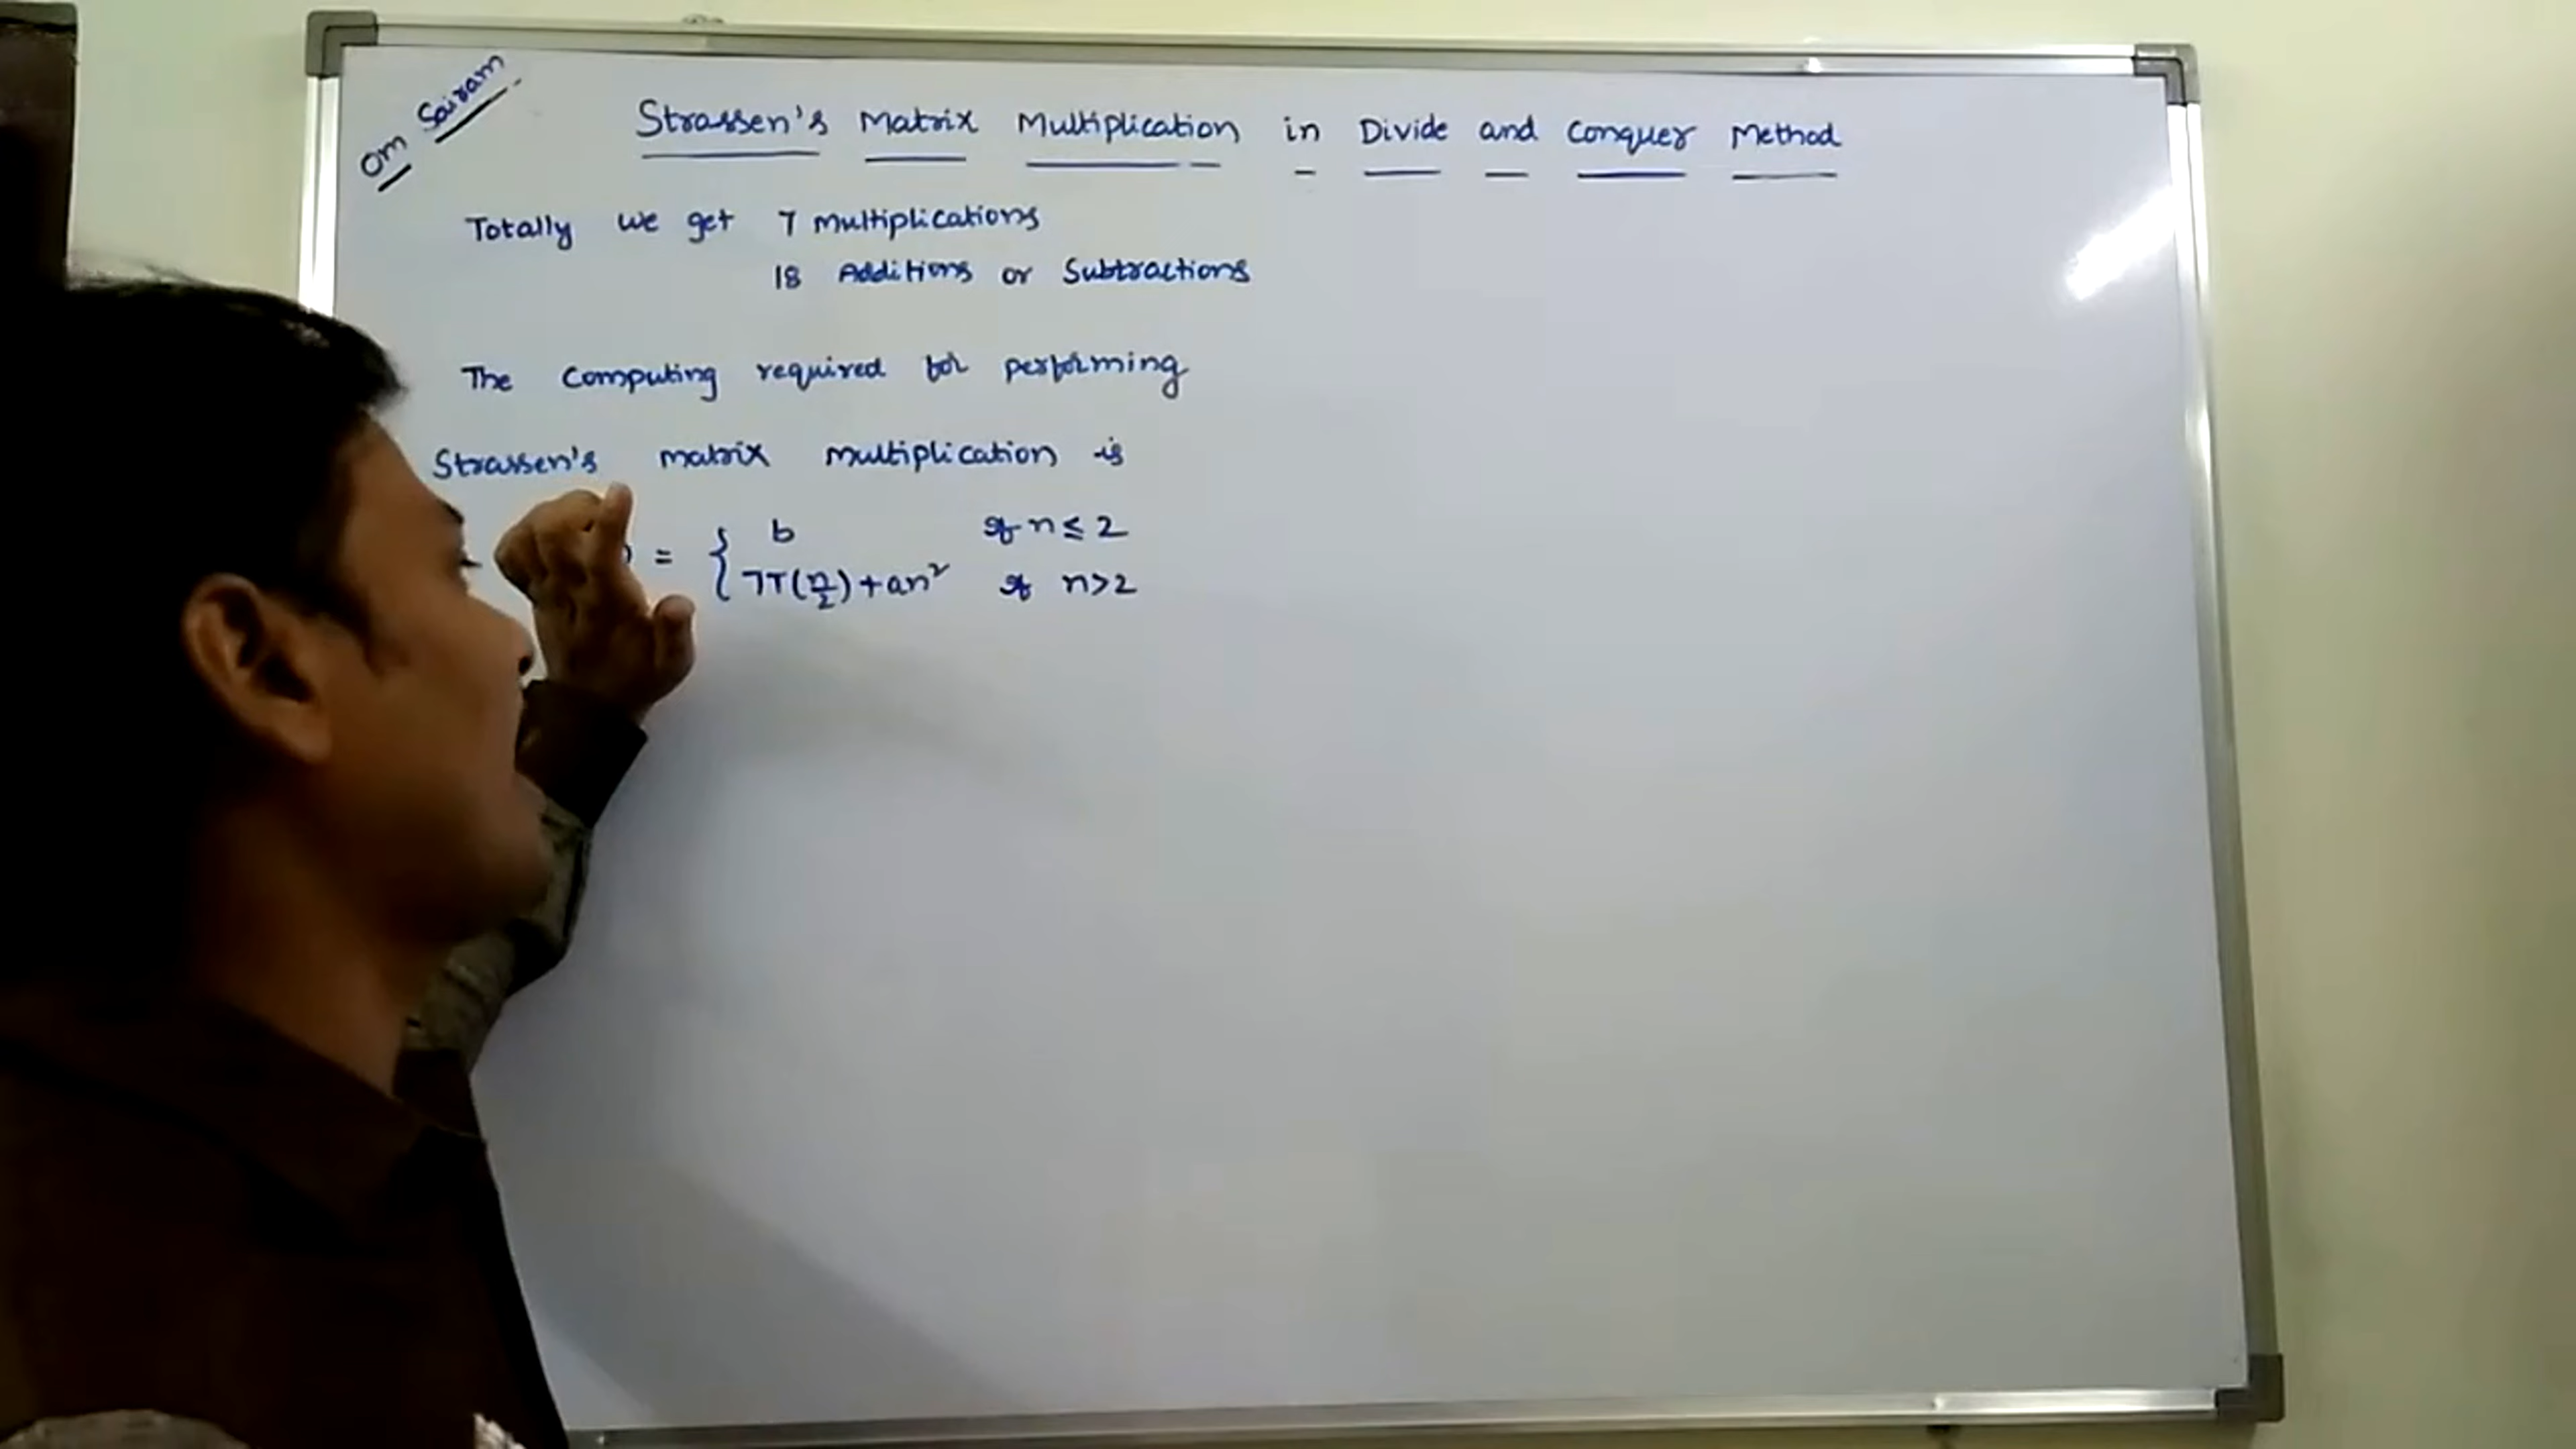 Om Sairam
Strassen's Matrix Multiplication in Divide and Conquer Method
Totally we get 7 multiplications
18 Additions or Subtractions
The Computing required for performing
Strassen's matrix multiplication is
) = { b if n ≤ 2
7T(n/2) + an² if n>2